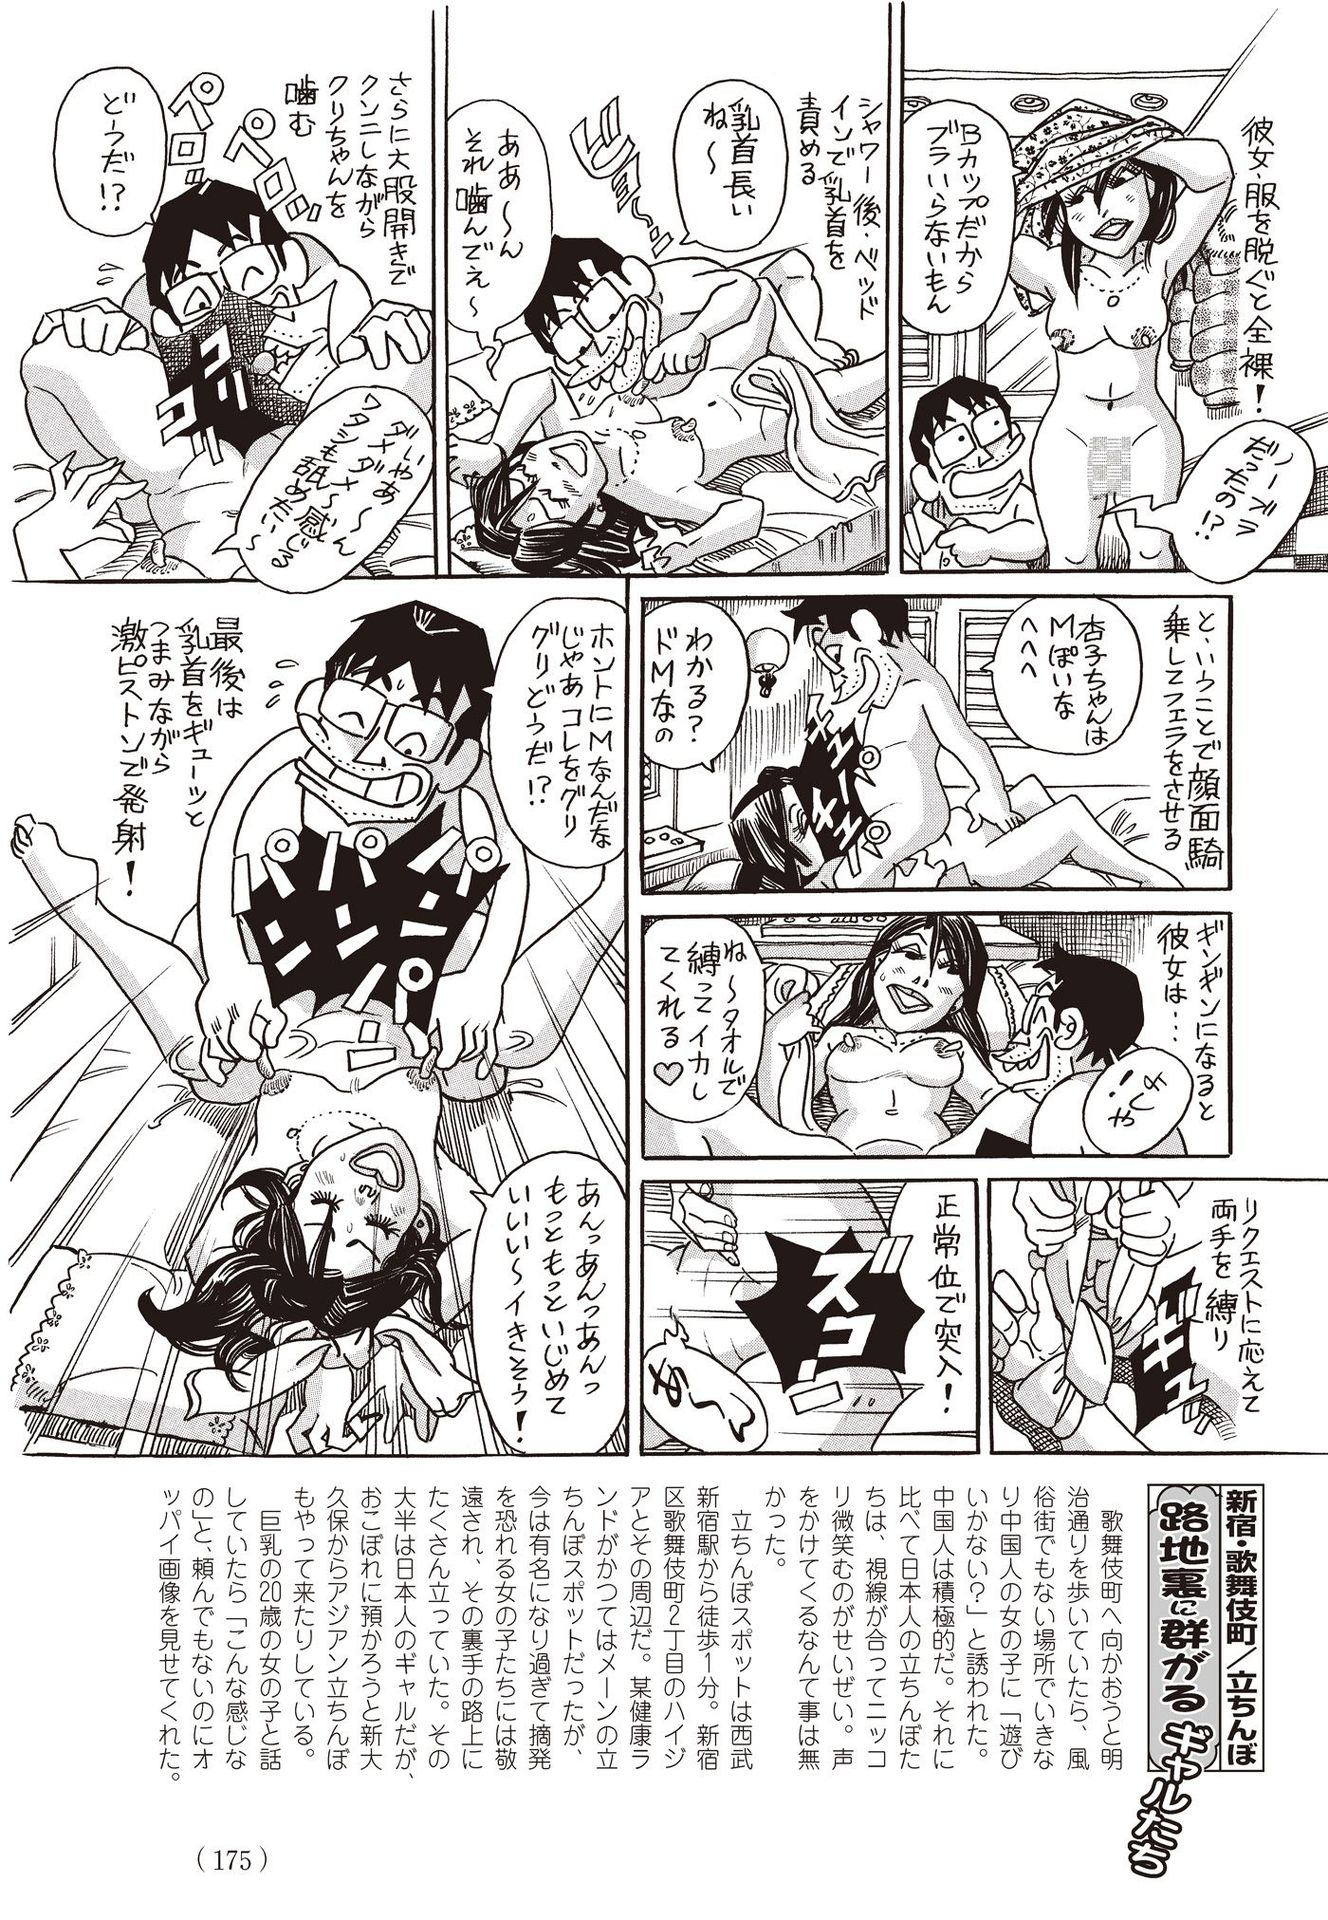 彼女、服を脱ぐと全裸！
Bカップだから
ブラいらないもん
ノーブラ
だったの!?
シャワー後、ベッド
インで乳首を
責める
乳首長い
ね～
ああ～ん
それ噛んでえ～
さらに大股開きで
クンニしながら
クリちゃんを
噛む
ペロペロ
どーうだ!?
コリコリ
いやあ～ん
ダメダメ～感じる
ワタシも舐めたい～
ということで顔面騎
乗してフェラをさせる
杏子ちゃんは
Mぽいな
へへへ
わかる？
ドMなの
ギンギンになると
彼女は…
ね～タオルで
縛ってイカし
てくれる♡
リクエストに応えて
両手を縛り
ギュッ
正常位で突入！
ズコ！
ホントにMなんだな
じゃあコレをグリ
グリどうだ!?
最後は
乳首をギューッと
つまみながら
激ピストンで発射！
パンパンパン
あんっあんっあんっ
もっともっといじめて
いいい～イきそう！
新宿・歌舞伎町／立ちんぼ
路地裏に群がるギャルたち
歌舞伎町へ向かおうと明
治通りを歩いていたら、風
俗街でもない場所でいきな
り中国人の女の子に「遊び
いかない？」と誘われた。
中国人は積極的だ。それに
比べて日本人の立ちんぼた
ちは、視線が合ってニッコ
リ微笑むのがせいぜい。声
をかけてくるなんて事は無
かった。
立ちんぼスポットは西武
新宿駅から徒歩1分。新宿
区歌舞伎町2丁目のハイジ
アとその周辺だ。某健康ラ
ンドがかつてはメーンの立
ちんぼスポットだったが、
今は有名になり過ぎて摘発
を恐れる女の子たちには敬
遠され、その裏手の路上に
たくさん立っていた。その
大半は日本人のギャルだが、
おこぼれに預かろうと新大
久保からアジアン立ちんぼ
もやって来たりしている。
巨乳の20歳の女の子と話
していたら「こんな感じな
の」と、頼んでもないのにオ
ッパイ画像を見せてくれた。
(175)